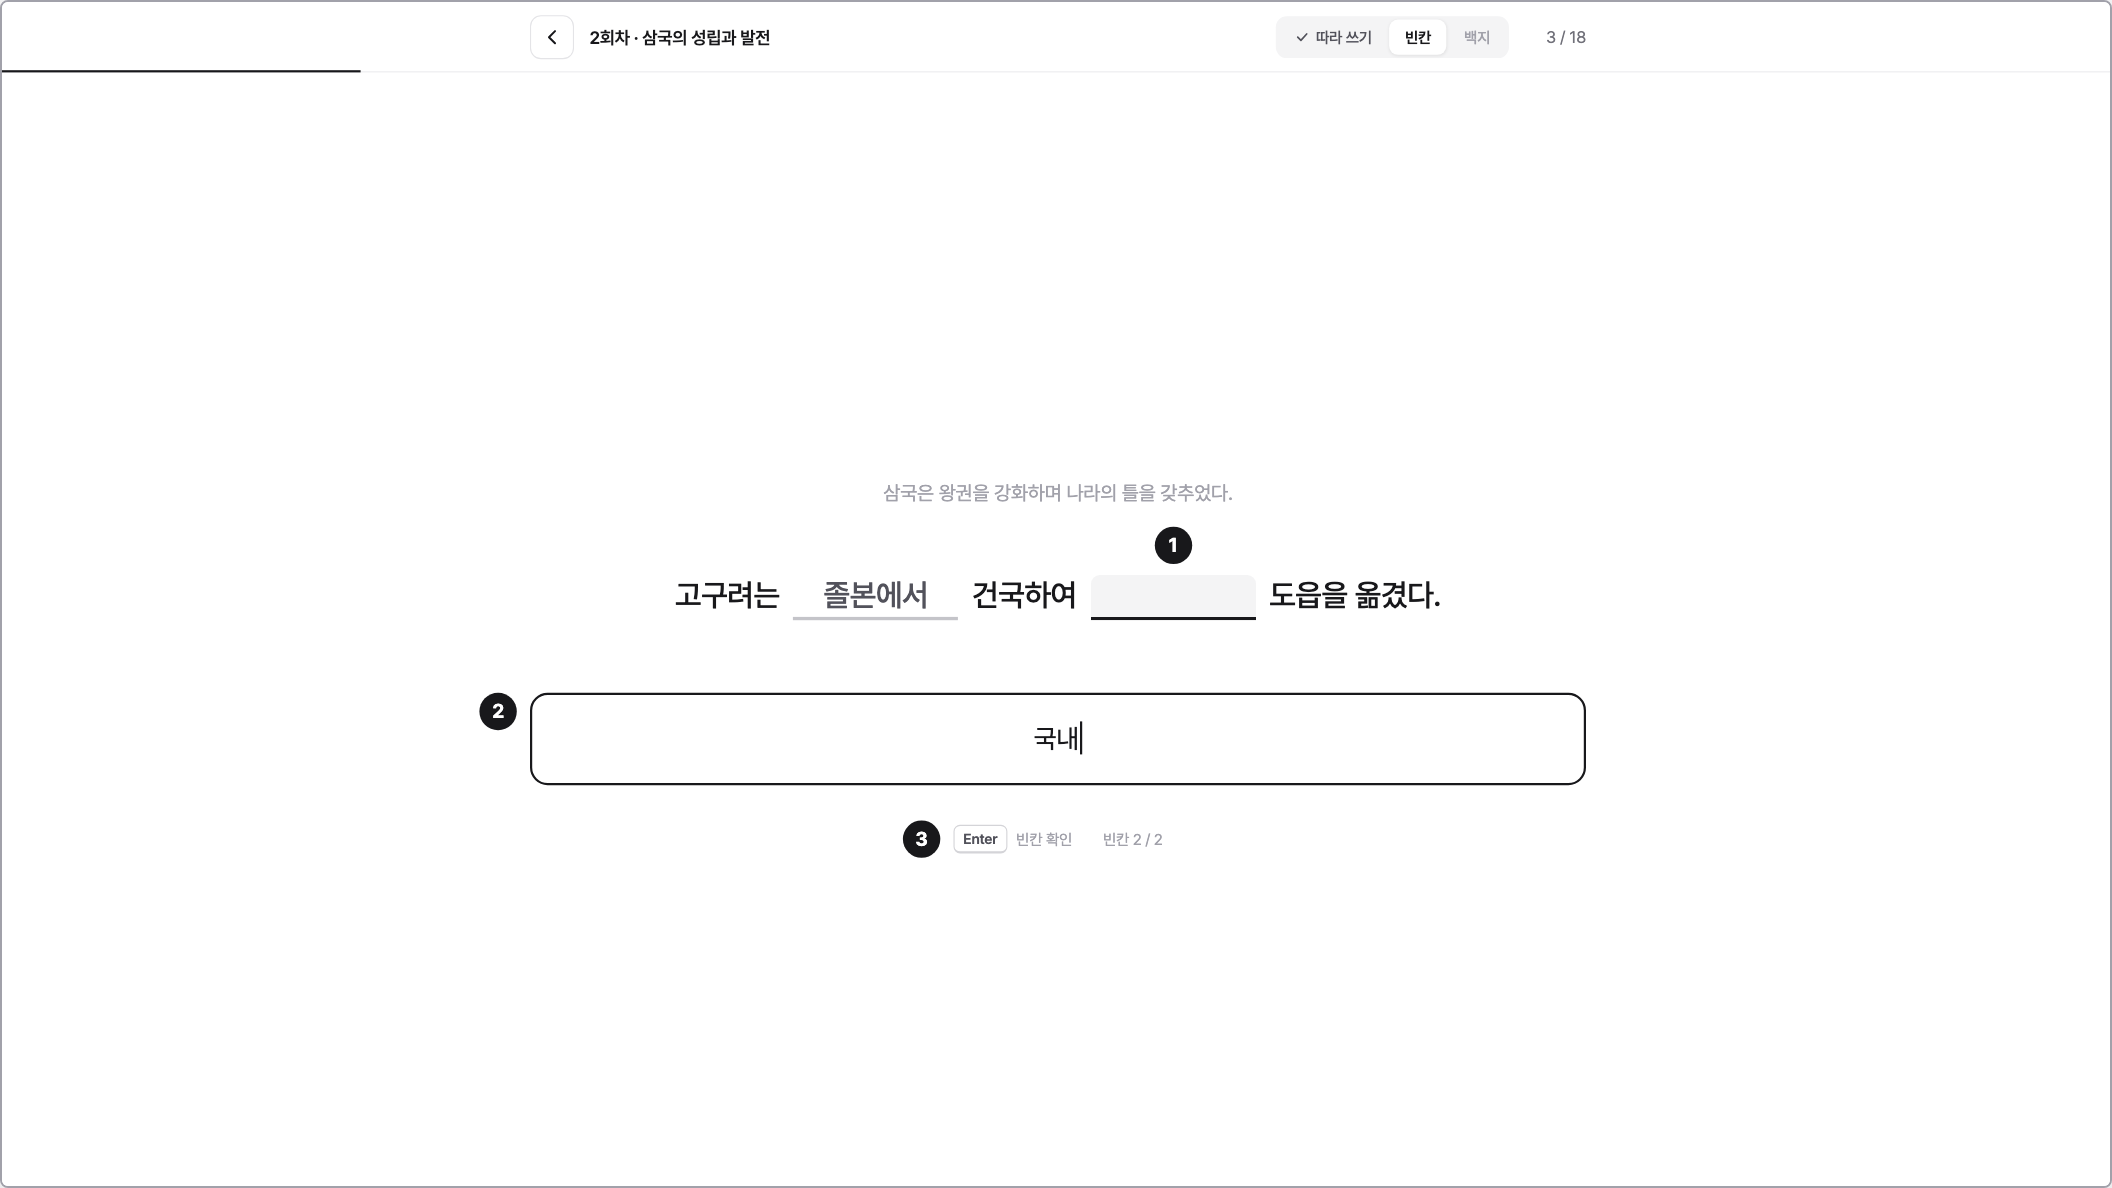 2회차 · 삼국의 성립과 발전
따라 쓰기 빈칸 백지 3 / 18
삼국은 왕권을 강화하며 나라의 틀을 갖추었다.
1
고구려는 졸본에서 건국하여 도읍을 옮겼다.
2
국내
3 Enter 빈칸 확인 빈칸 2 / 2